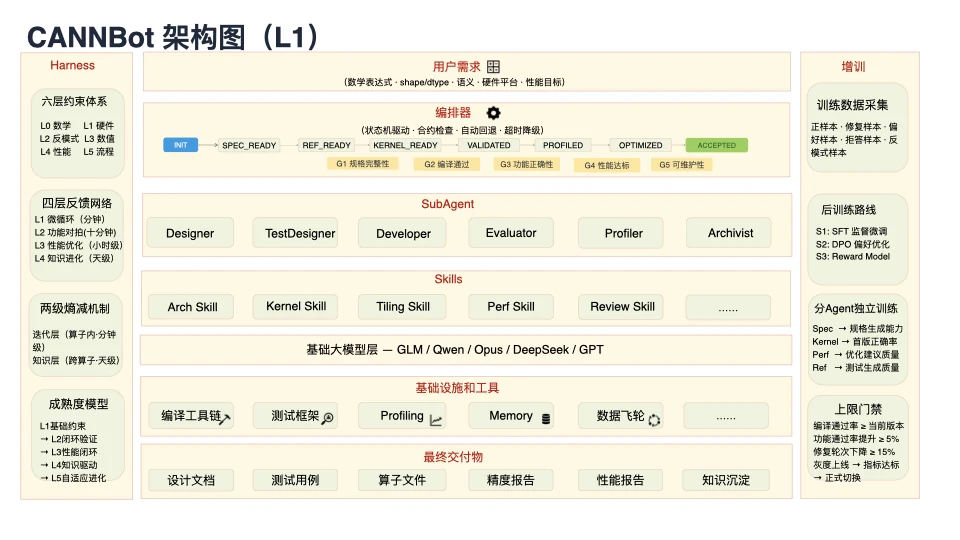 CANNBot 架构图（L1）
Harness
六层约束体系
L0 数学 L1 硬件
L2 反模式 L3 数值
L4 性能 L5 流程
四层反馈网络
L1 微循环（分钟）
L2 功能对拍(十分钟）
L3 性能优化（小时级）
L4 知识进化（天级）
两级熵减机制
迭代层（算子内·分钟
级）
知识层（跨算子·天级）
成熟度模型
L1基础约束
→ L2闭环验证
→ L3性能闭环
→ L4知识驱动
→ L5自适应进化
用户需求
（数学表达式 · shape/dtype · 语义 · 硬件平台 · 性能目标）
编排器
（状态机驱动 · 合约检查 · 自动回退 · 超时降级）
INIT SPEC_READY REF_READY KERNEL_READY VALIDATED PROFILED OPTIMIZED ACCEPTED
G1 规格完整性 G2 编译通过 G3 功能正确性 G4 性能达标 G5 可维护性
SubAgent
Designer TestDesigner Developer Evaluator Profiler Archivist
Skills
Arch Skill Kernel Skill Tiling Skill Perf Skill Review Skill ......
基础大模型层 — GLM / Qwen / Opus / DeepSeek / GPT
基础设施和工具
编译工具链 测试框架 Profiling Memory 数据飞轮 ......
最终交付物
设计文档 测试用例 算子文件 精度报告 性能报告 知识沉淀
增训
训练数据采集
正样本 · 修复样本 · 偏
好样本 · 拒答样本 · 反
模式样本
后训练路线
S1: SFT 监督微调
S2: DPO 偏好优化
S3: Reward Model
分Agent独立训练
Spec → 规格生成能力
Kernel → 首版正确率
Perf → 优化建议质量
Ref → 测试生成质量
上限门禁
编译通过率 ≥ 当前版本
功能通过率提升 ≥ 5%
修复轮次下降 ≥ 15%
灰度上线 → 指标达标
→ 正式切换